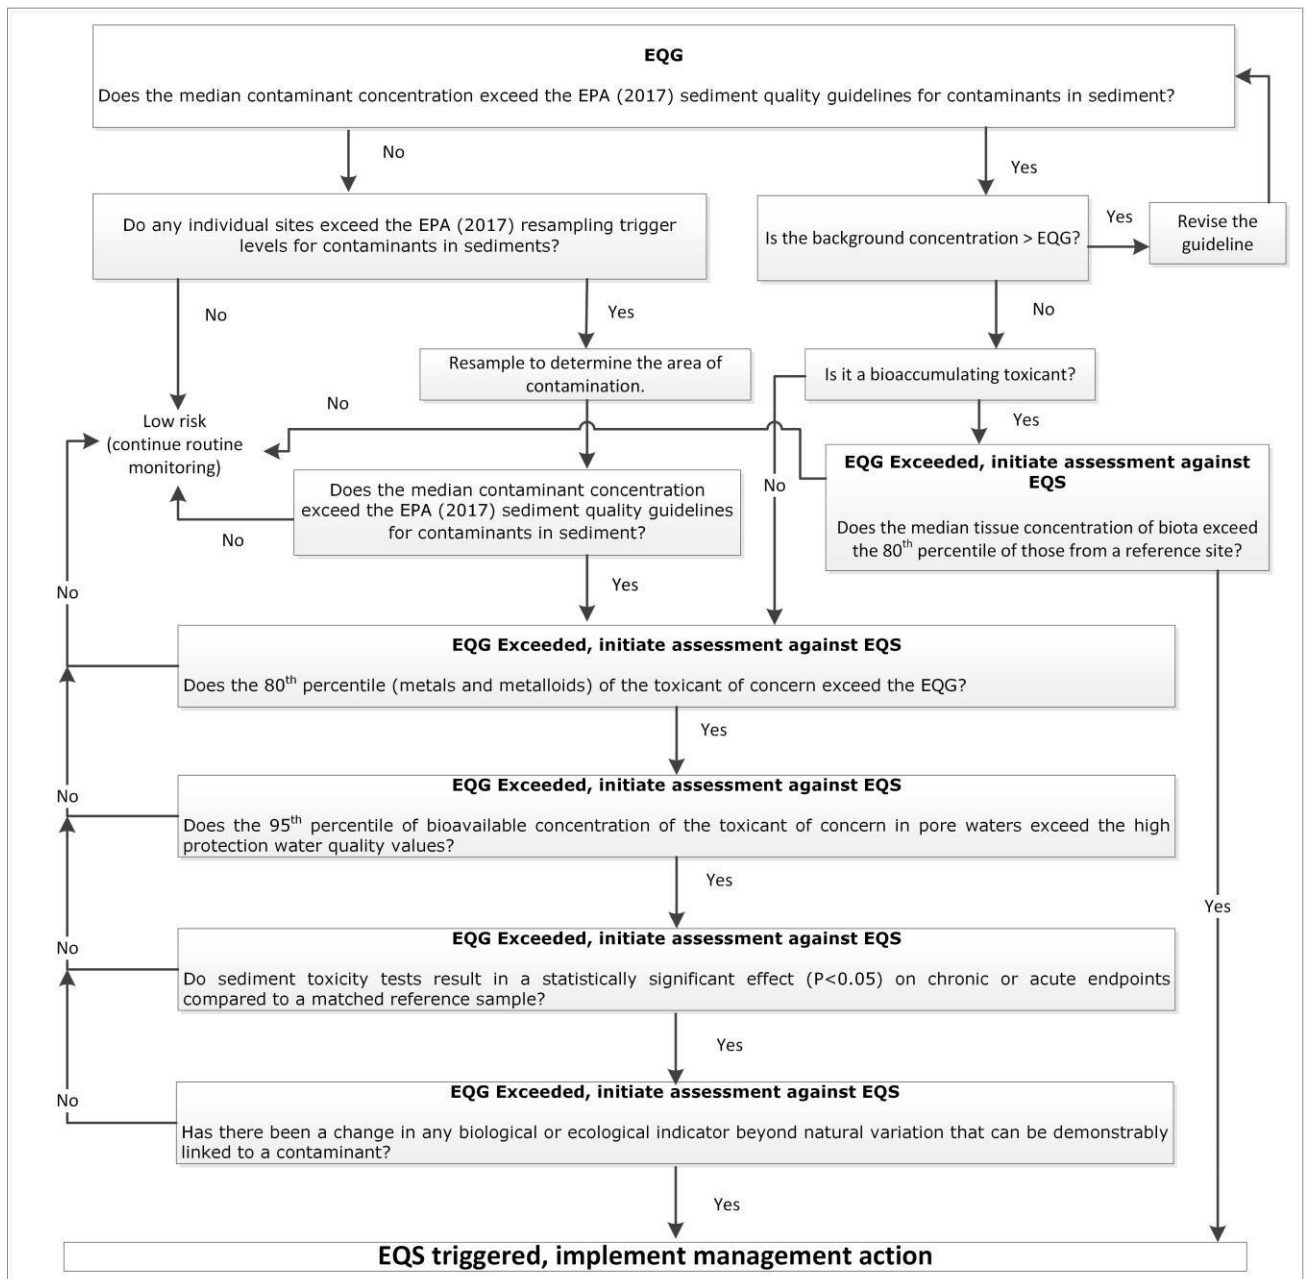 EQG
Does the median contaminant concentration exceed the EPA (2017) sediment quality guidelines for contaminants in sediment?
No
Yes
Do any individual sites exceed the EPA (2017) resampling trigger
levels for contaminants in sediments?
Is the background concentration > EQG?
Yes
Revise the
guideline
No
Yes
No
Resample to determine the area of
contamination.
Is it a bioaccumulating toxicant?
No
Yes
Low risk
(continue routine
monitoring)
EQG Exceeded, initiate assessment against
EQS
Does the median tissue concentration of biota exceed
the 80th percentile of those from a reference site?
No
Does the median contaminant concentration
exceed the EPA (2017) sediment quality guidelines
for contaminants in sediment?
No
Yes
No
EQG Exceeded, initiate assessment against EQS
Does the 80th percentile (metals and metalloids) of the toxicant of concern exceed the EQG?
Yes
No
EQG Exceeded, initiate assessment against EQS
Does the 95th percentile of bioavailable concentration of the toxicant of concern in pore waters exceed the high
protection water quality values?
Yes
Yes
No
EQG Exceeded, initiate assessment against EQS
Do sediment toxicity tests result in a statistically significant effect (P<0.05) on chronic or acute endpoints
compared to a matched reference sample?
Yes
No
EQG Exceeded, initiate assessment against EQS
Has there been a change in any biological or ecological indicator beyond natural variation that can be demonstrably
linked to a contaminant?
Yes
EQS triggered, implement management action